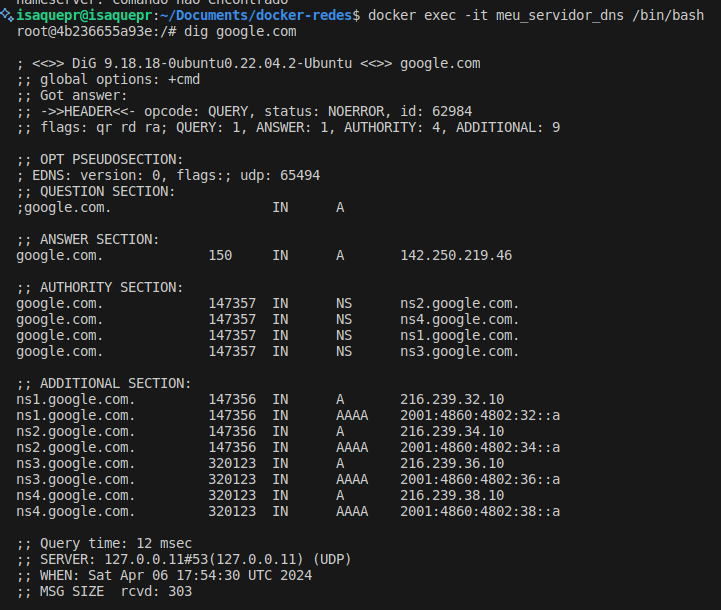 nameserver: comando não encontrado
isaquepr@isaquepr:~/Documents/docker-redes$ docker exec -it meu_servidor_dns /bin/bash
root@4b236655a93e:/# dig google.com

; <<>> DiG 9.18.18-0ubuntu0.22.04.2-Ubuntu <<>> google.com
;; global options: +cmd
;; Got answer:
;; ->>HEADER<<- opcode: QUERY, status: NOERROR, id: 62984
;; flags: qr rd ra; QUERY: 1, ANSWER: 1, AUTHORITY: 4, ADDITIONAL: 9

;; OPT PSEUDOSECTION:
; EDNS: version: 0, flags:; udp: 65494
;; QUESTION SECTION:
;google.com. IN A

;; ANSWER SECTION:
google.com. 150 IN A 142.250.219.46

;; AUTHORITY SECTION:
google.com. 147357 IN NS ns2.google.com.
google.com. 147357 IN NS ns4.google.com.
google.com. 147357 IN NS ns1.google.com.
google.com. 147357 IN NS ns3.google.com.

;; ADDITIONAL SECTION:
ns1.google.com. 147356 IN A 216.239.32.10
ns1.google.com. 147356 IN AAAA 2001:4860:4802:32::a
ns2.google.com. 147356 IN A 216.239.34.10
ns2.google.com. 147356 IN AAAA 2001:4860:4802:34::a
ns3.google.com. 320123 IN A 216.239.36.10
ns3.google.com. 320123 IN AAAA 2001:4860:4802:36::a
ns4.google.com. 320123 IN A 216.239.38.10
ns4.google.com. 320123 IN AAAA 2001:4860:4802:38::a

;; Query time: 12 msec
;; SERVER: 127.0.0.11#53(127.0.0.11) (UDP)
;; WHEN: Sat Apr 06 17:54:30 UTC 2024
;; MSG SIZE rcvd: 303